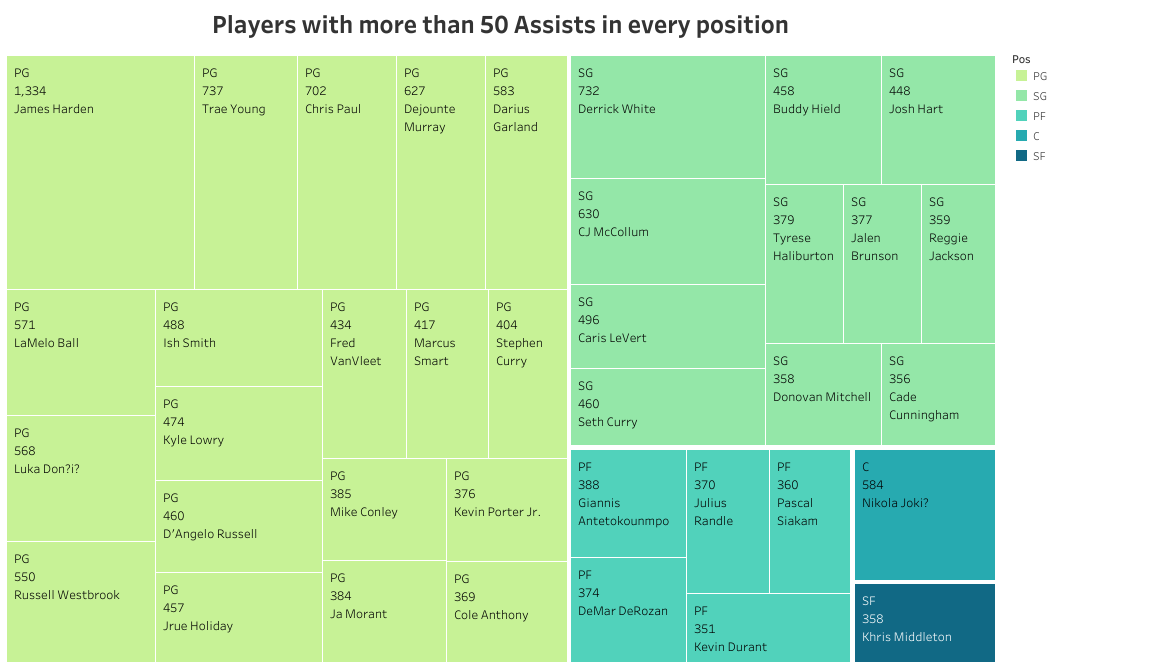 Players with more than 50 Assists in every position
PG
1,334
James Harden
PG
737
Trae Young
PG
702
Chris Paul
PG
627
Dejounte
Murray
PG
583
Darius
Garland
PG
571
LaMelo Ball
PG
568
Luka Don?i?
PG
550
Russell Westbrook
PG
488
Ish Smith
PG
474
Kyle Lowry
PG
460
D'Angelo Russell
PG
457
Jrue Holiday
PG
434
Fred
VanVleet
PG
417
Marcus
Smart
PG
404
Stephen
Curry
PG
385
Mike Conley
PG
376
Kevin Porter Jr.
PG
384
Ja Morant
PG
369
Cole Anthony
SG
732
Derrick White
SG
630
CJ McCollum
SG
496
Caris LeVert
SG
460
Seth Curry
SG
458
Buddy Hield
SG
448
Josh Hart
SG
379
Tyrese
Haliburton
SG
377
Jalen
Brunson
SG
359
Reggie
Jackson
SG
358
Donovan Mitchell
SG
356
Cade
Cunningham
PF
388
Giannis
Antetokounmpo
PF
374
DeMar DeRozan
PF
370
Julius
Randle
PF
360
Pascal
Siakam
PF
351
Kevin Durant
C
584
Nikola Joki?
SF
358
Khris Middleton
Pos
PG
SG
PF
C
SF